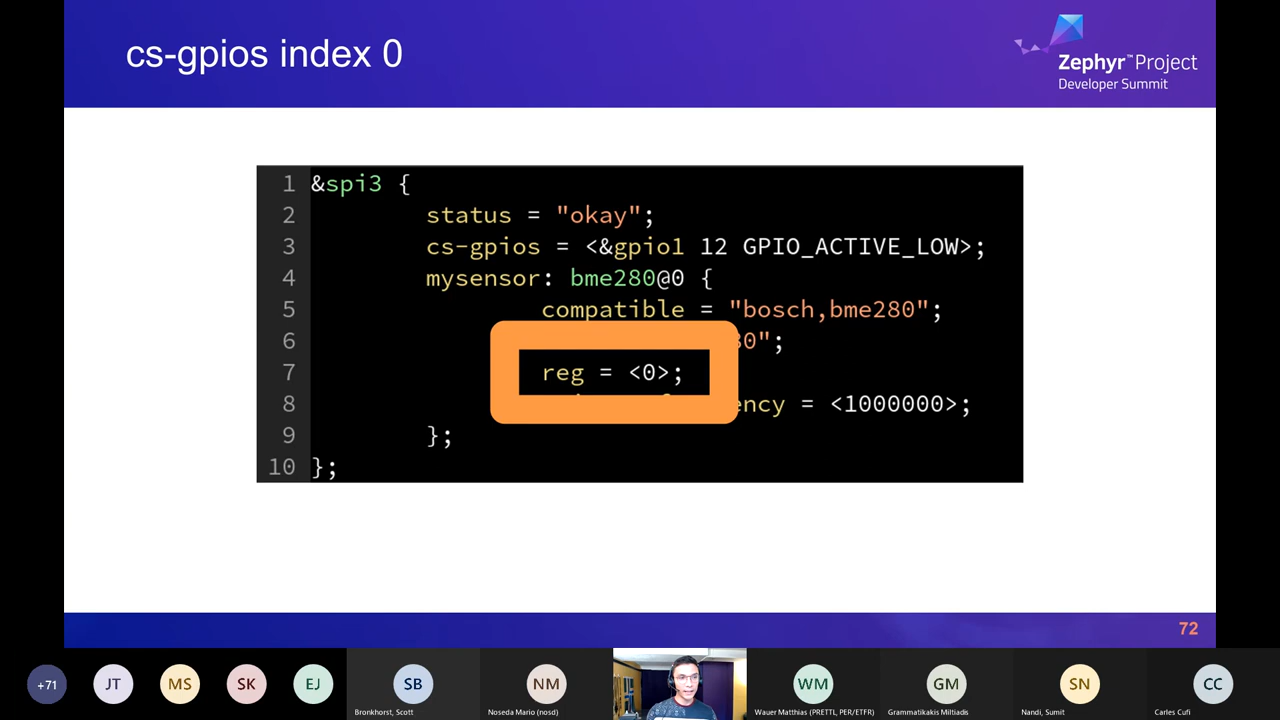 cs-gpios index 0
Zephyr™Project
Developer Summit
1 &spi3 {
2 status = "okay";
3 cs-gpios = <&gpio1 12 GPIO_ACTIVE_LOW>;
4 mysensor: bme280@0 {
5 compatible = "bosch,bme280";
6 80";
7 reg = <0>;
8 ency = <1000000>;
9 };
10 };
72
+71
JT
MS
SK
EJ
SB
NM
WM
GM
SN
CC
Bronkhorst, Scott
Noseda Mario (nosd)
Wauer Matthias (PRETTL, PER/ETFR)
Grammatikakis Miltiadis
Nandi, Sumit
Carles Cufi